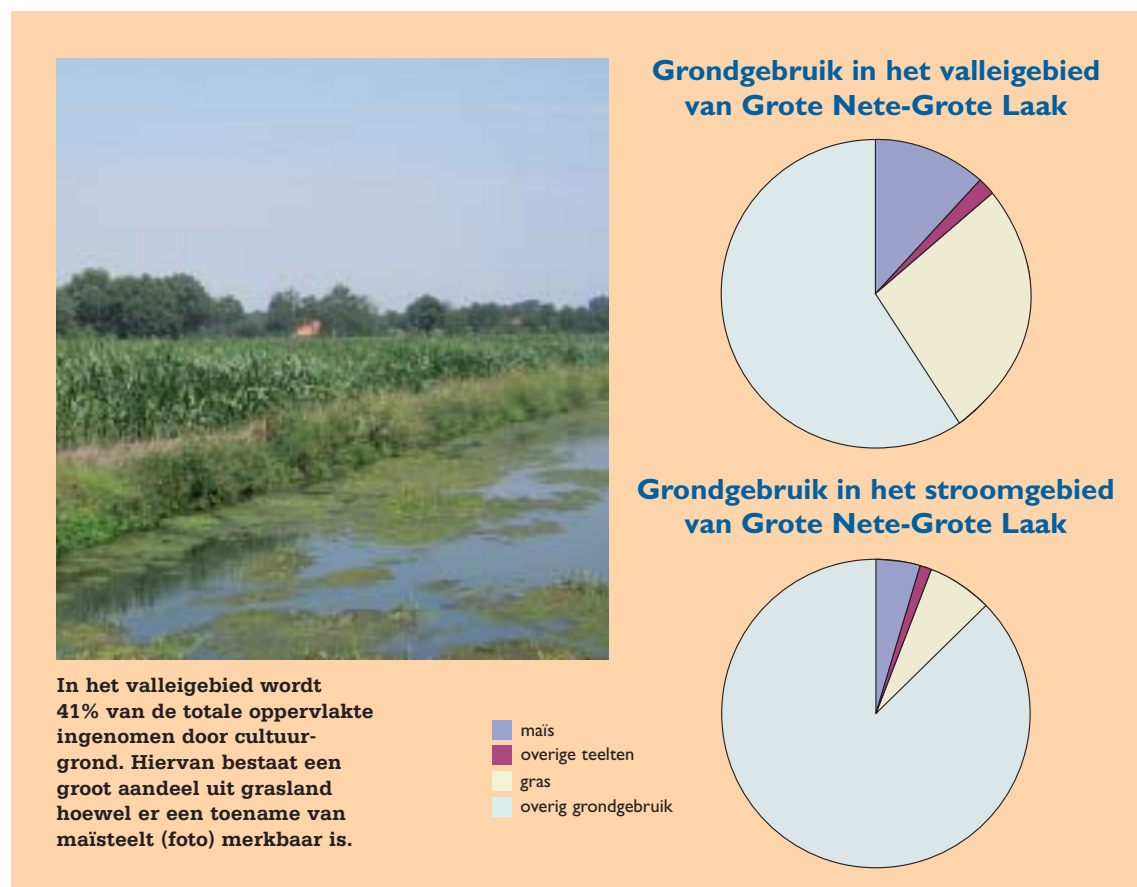 Grondgebruik in het valleigebied
van Grote Nete-Grote Laak
Grondgebruik in het stroomgebied
van Grote Nete-Grote Laak
In het valleigebied wordt
41% van de totale oppervlakte
ingenomen door cultuur-
grond. Hiervan bestaat een
groot aandeel uit grasland
hoewel er een toename van
maïsteelt (foto) merkbaar is.
maïs
overige teelten
gras
overig grondgebruik